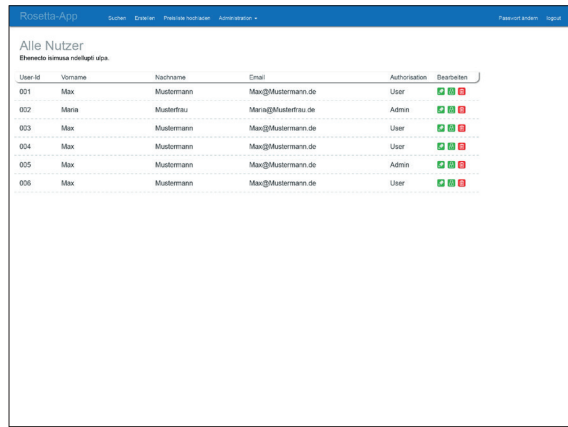 Rosetta-App Suchen Erstellen Preisliste hochladen Administration Passwort ändern logout
Alle Nutzer
Ehenecto isimusa ndellupti ulpa.
User-Id Vorname Nachname Email Authorisation Bearbeiten
001 Max Mustermann Max@Mustermann.de User
002 Maria Musterfrau Maria@Musterfrau.de Admin
003 Max Mustermann Max@Mustermann.de User
004 Max Mustermann Max@Mustermann.de User
005 Max Mustermann Max@Mustermann.de Admin
006 Max Mustermann Max@Mustermann.de User